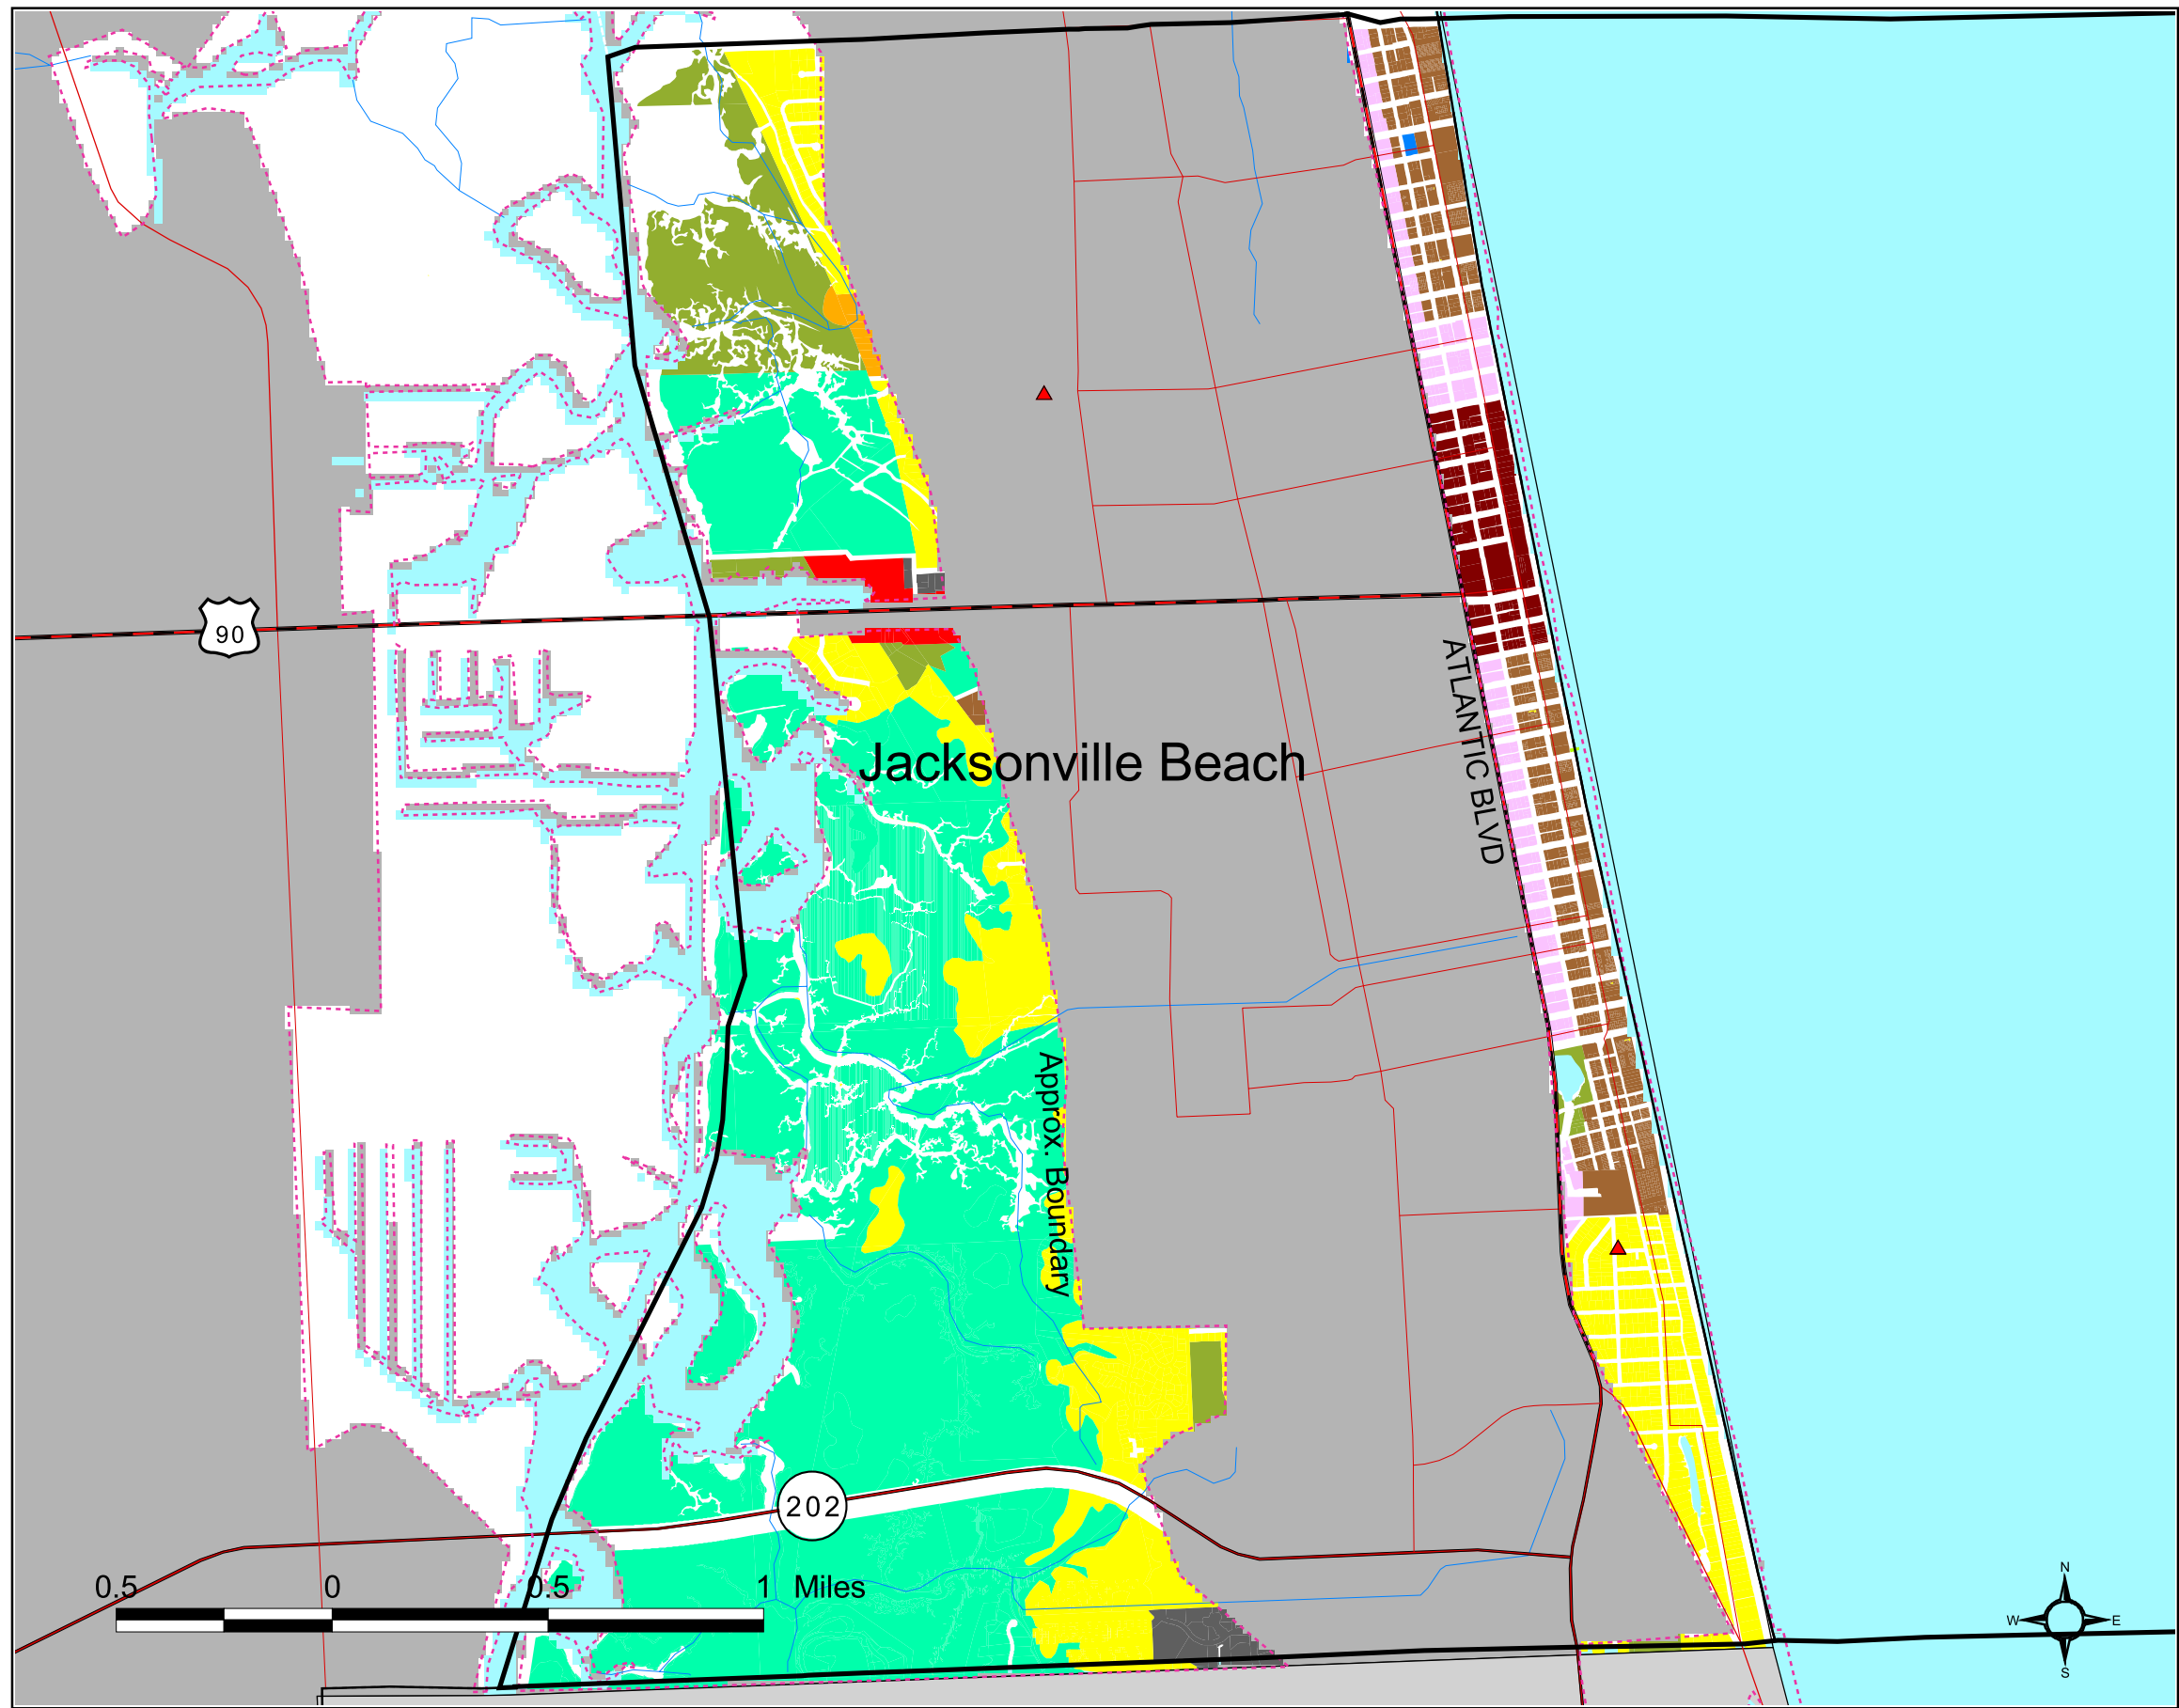 90
ATLANTIC BLVD
Jacksonville Beach
Approx. Boundary
202
0.5 0 0.5 1 Miles
N
W E
S